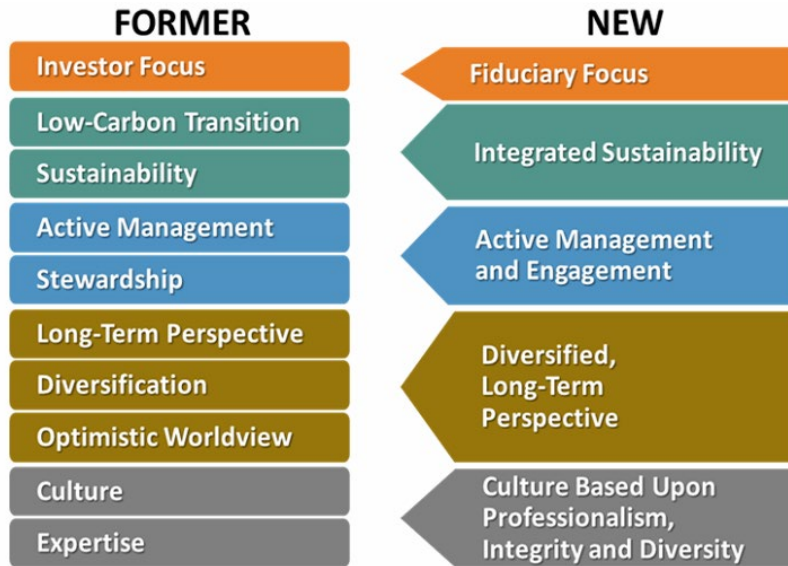 FORMER
Investor Focus
Low-Carbon Transition
Sustainability
Active Management
Stewardship
Long-Term Perspective
Diversification
Optimistic Worldview
Culture
Expertise
NEW
Fiduciary Focus
Integrated Sustainability
Active Management
and Engagement
Diversified,
Long-Term
Perspective
Culture Based Upon
Professionalism,
Integrity and Diversity